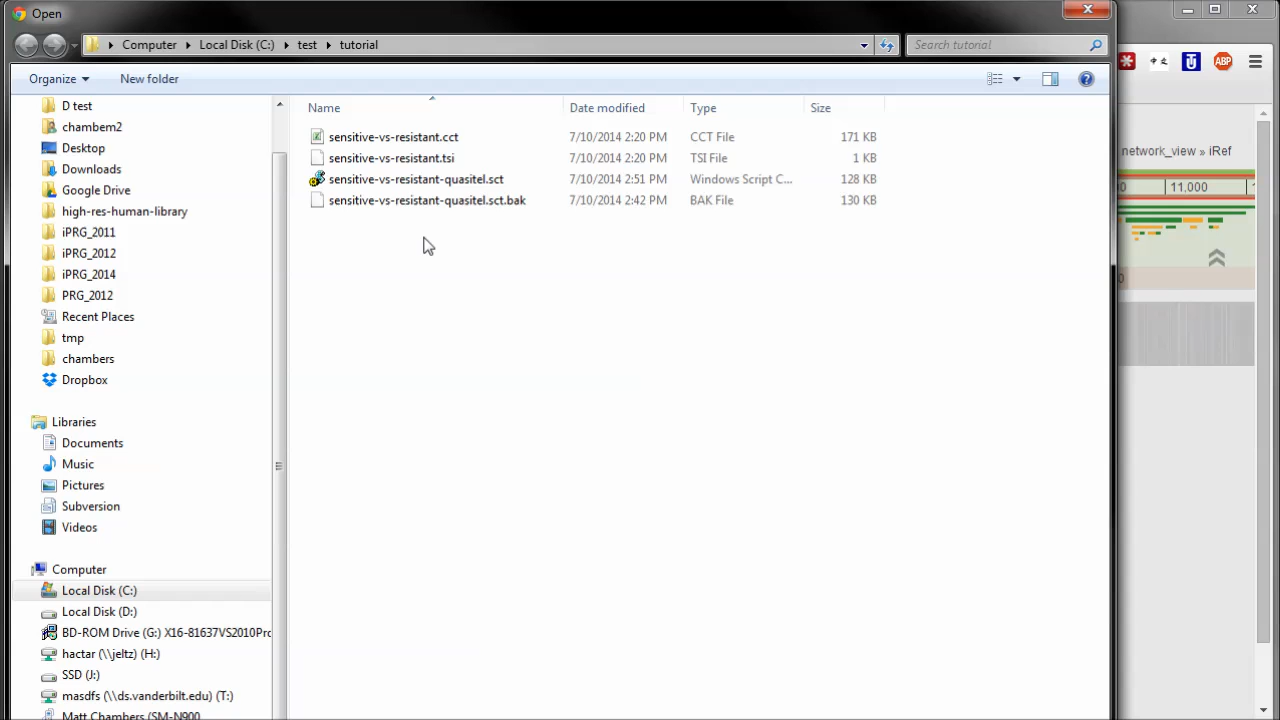 Open
Computer Local Disk (C:) test tutorial
Search tutorial
Organize New folder
D test
chambem2
Desktop
Downloads
Google Drive
high-res-human-library
iPRG_2011
iPRG_2012
iPRG_2014
PRG_2012
Recent Places
tmp
chambers
Dropbox
Libraries
Documents
Music
Pictures
Subversion
Videos
Computer
Local Disk (C:)
Local Disk (D:)
BD-ROM Drive (G:) X16-81637VS2010Pro
hactar (\\jeltz) (H:)
SSD (J:)
masdfs (\\ds.vanderbilt.edu) (T:)
Matt Chambers (SM-N900
Name Date modified Type Size
sensitive-vs-resistant.cct 7/10/2014 2:20 PM CCT File 171 KB
sensitive-vs-resistant.tsi 7/10/2014 2:20 PM TSI File 1 KB
sensitive-vs-resistant-quasitel.sct 7/10/2014 2:51 PM Windows Script C... 128 KB
sensitive-vs-resistant-quasitel.sct.bak 7/10/2014 2:42 PM BAK File 130 KB
ABP
network_view » iRef
11,000